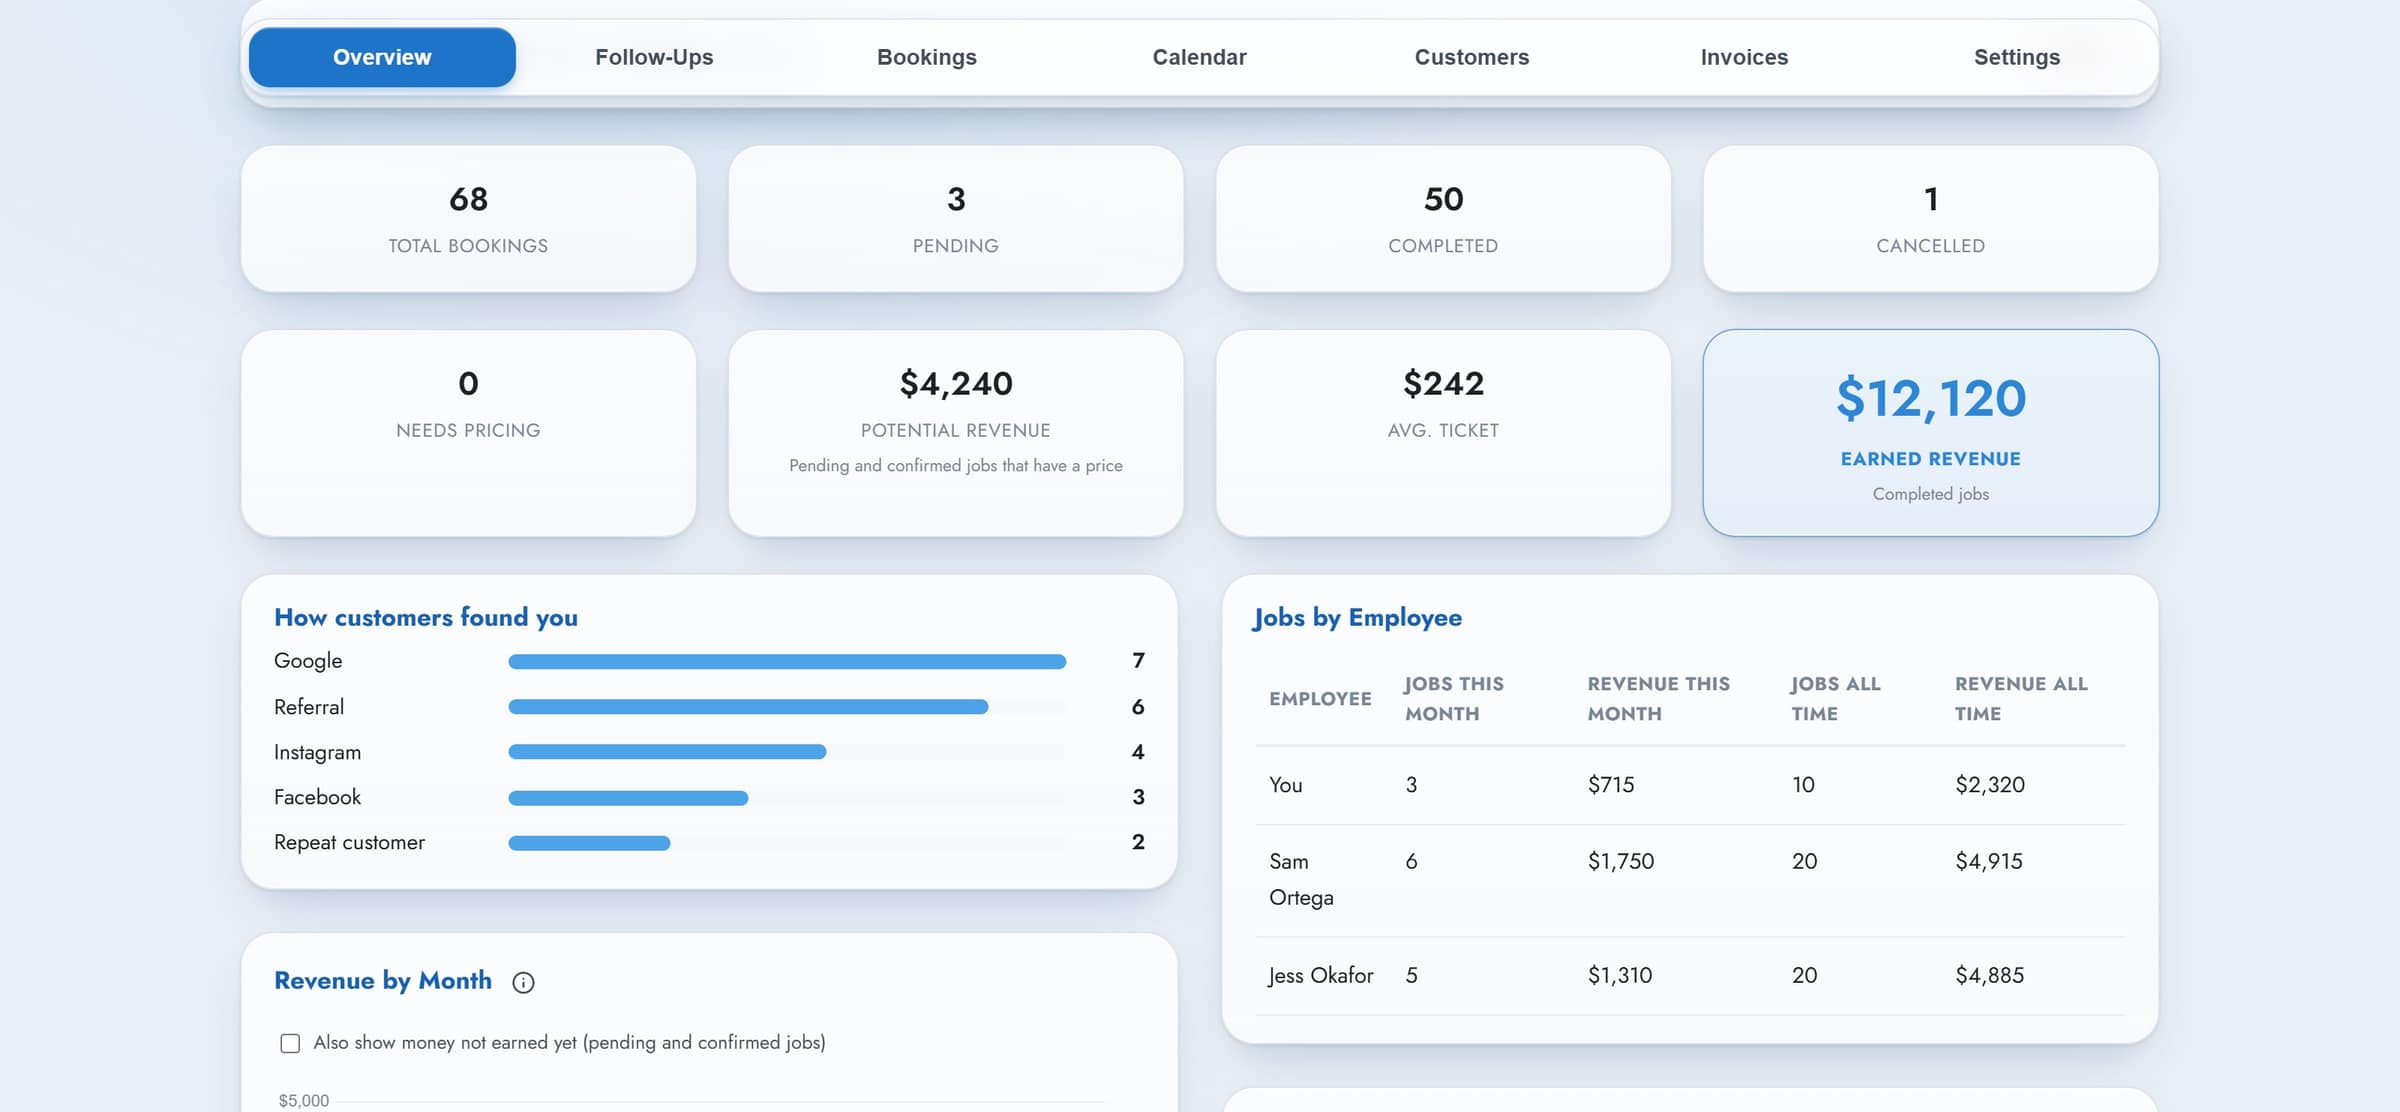 Overview
Follow-Ups
Bookings
Calendar
Customers
Invoices
Settings
68
TOTAL BOOKINGS
3
PENDING
50
COMPLETED
1
CANCELLED
0
NEEDS PRICING
$4,240
POTENTIAL REVENUE
Pending and confirmed jobs that have a price
$242
AVG. TICKET
$12,120
EARNED REVENUE
Completed jobs
How customers found you
Google 7
Referral 6
Instagram 4
Facebook 3
Repeat customer 2
Revenue by Month
Also show money not earned yet (pending and confirmed jobs)
$5,000
Jobs by Employee
EMPLOYEE JOBS THIS MONTH REVENUE THIS MONTH JOBS ALL TIME REVENUE ALL TIME
You 3 $715 10 $2,320
Sam Ortega 6 $1,750 20 $4,915
Jess Okafor 5 $1,310 20 $4,885